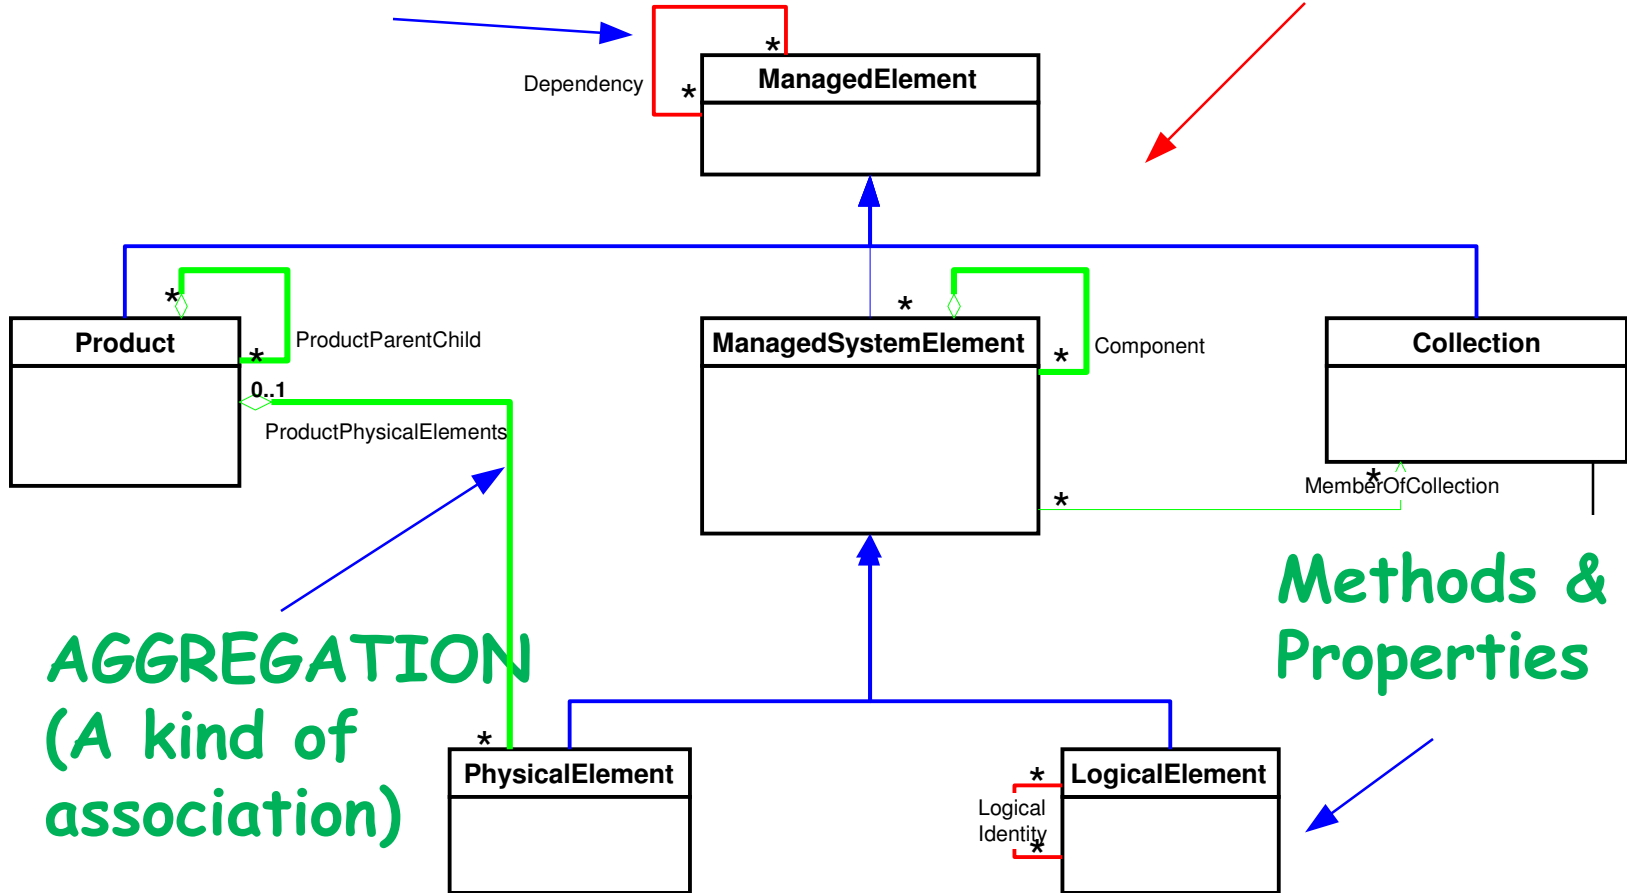 *
Dependency
*
ManagedElement
*
*
Product
*
ProductParentChild
ManagedSystemElement
*
Component
Collection
0..1
ProductPhysicalElements
*
*
MemberOfCollection
Methods &
Properties
AGGREGATION
(A kind of
association)
*
PhysicalElement
*
LogicalElement
Logical
Identity
*